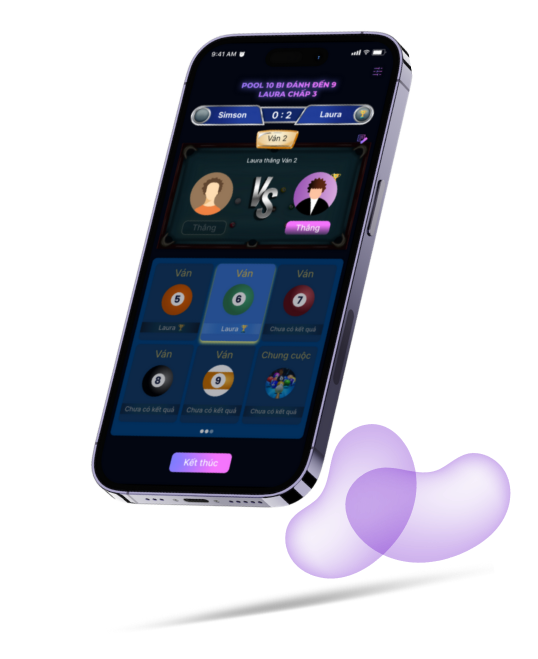 9:41 AM
POOL 10 BI ĐÁNH ĐẾN 9
LAURA CHẤP 3
Simson 0 : 2 Laura
Ván 2
Laura thắng Ván 2
VS
Thắng Thắng
Ván Ván Ván
5 6 7
Laura Laura Chưa có kết quả
Ván Ván Chung cuộc
8 9
Chưa có kết quả Chưa có kết quả Chưa có kết quả
Kết thúc